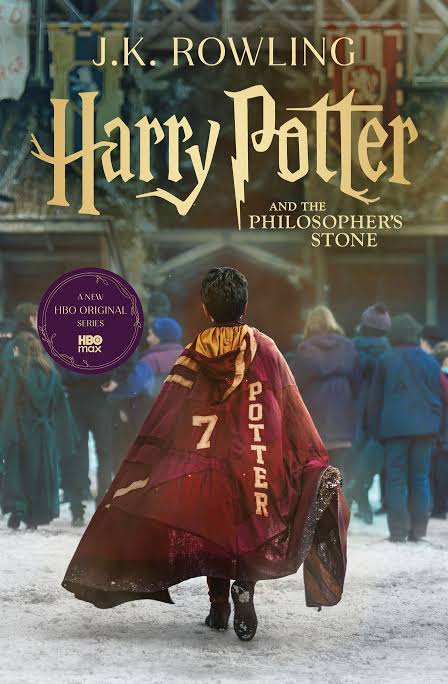 J.K. ROWLING
Harry Potter
AND THE
PHILOSOPHER'S
STONE
A NEW
HBO ORIGINAL
SERIES
HBO
max
7
POTTER